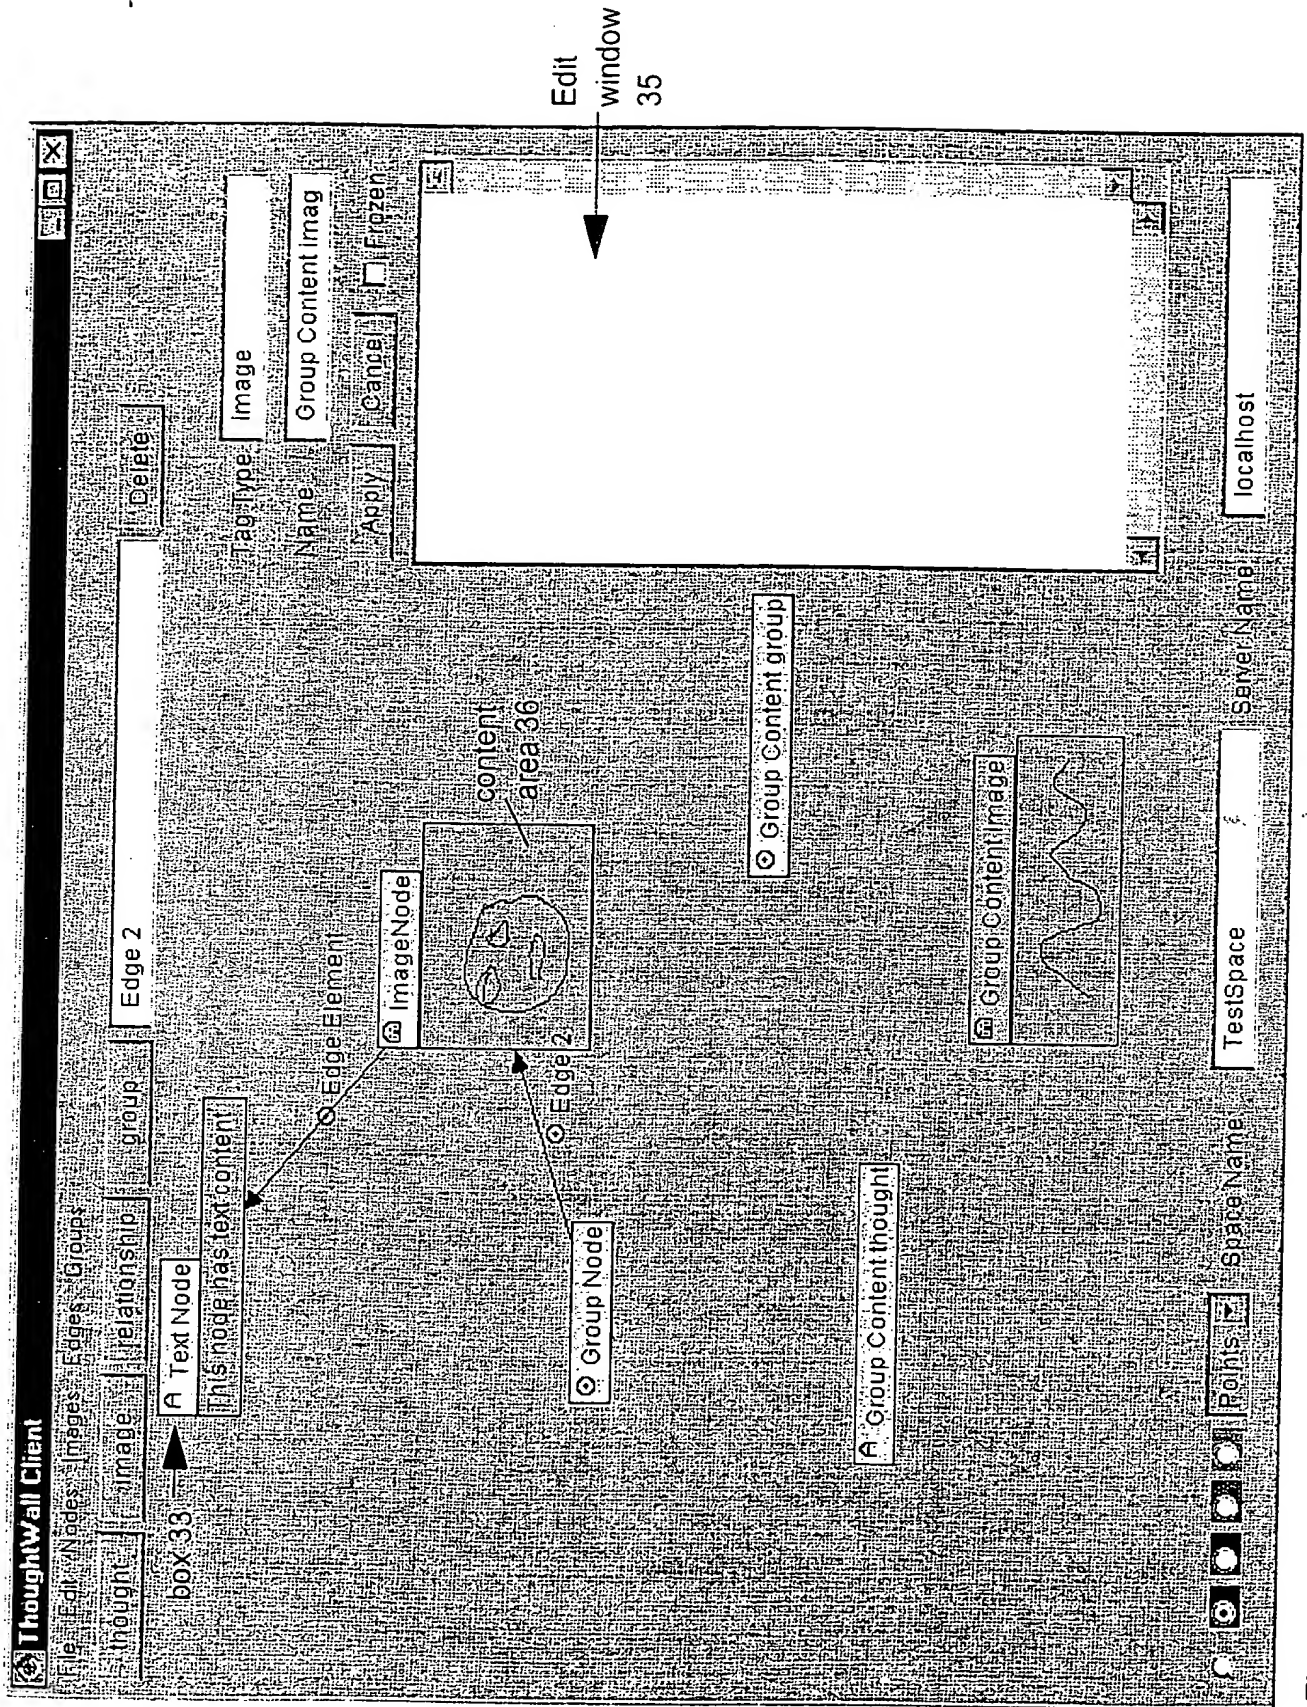 ThoughtWall Client
File Edit Nodes Images Edges Groups
thought image relationship group Edge 2 Delete
box 33
A Text Node
This node has text content
Tag Type Image
Name Group Content Imag
Apply Cancel Frozen
Edge Element
ImageNode
content
area 36
Edit
window
35
Edge 2
Group Node
Group Content group
A Group Content thought
Group Content Image
Points Space Name TestSpace Server Name localhost